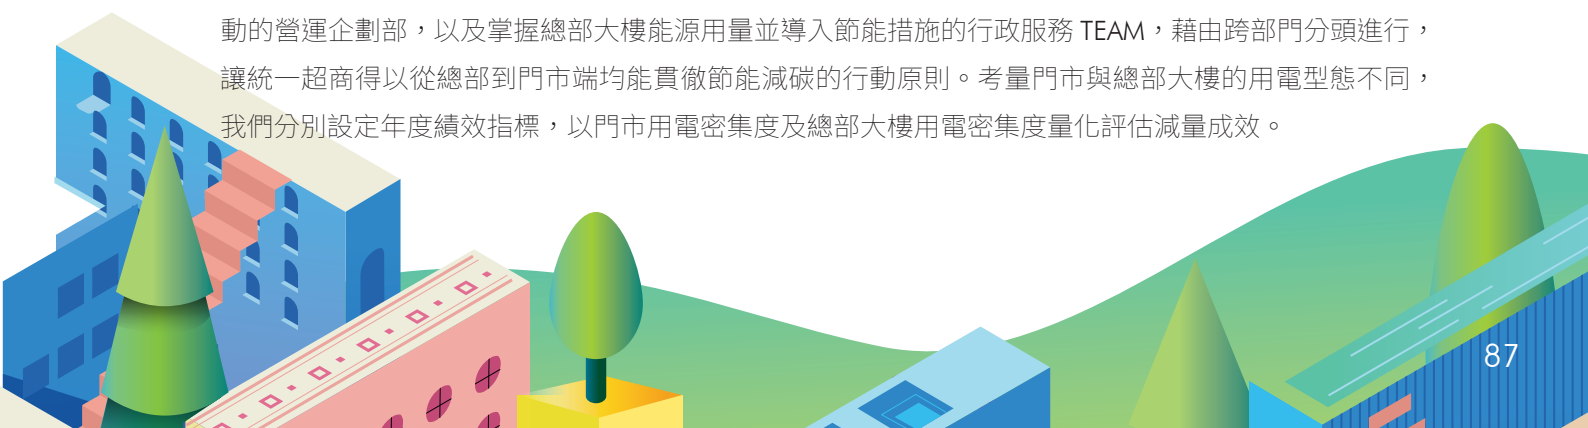 動的營運企劃部，以及掌握總部大樓能源用量並導入節能措施的行政服務 TEAM，藉由跨部門分頭進行，
讓統一超商得以從總部到門市端均能貫徹節能減碳的行動原則。考量門市與總部大樓的用電型態不同，
我們分別設定年度績效指標，以門市用電密集度及總部大樓用電密集度量化評估減量成效。
87